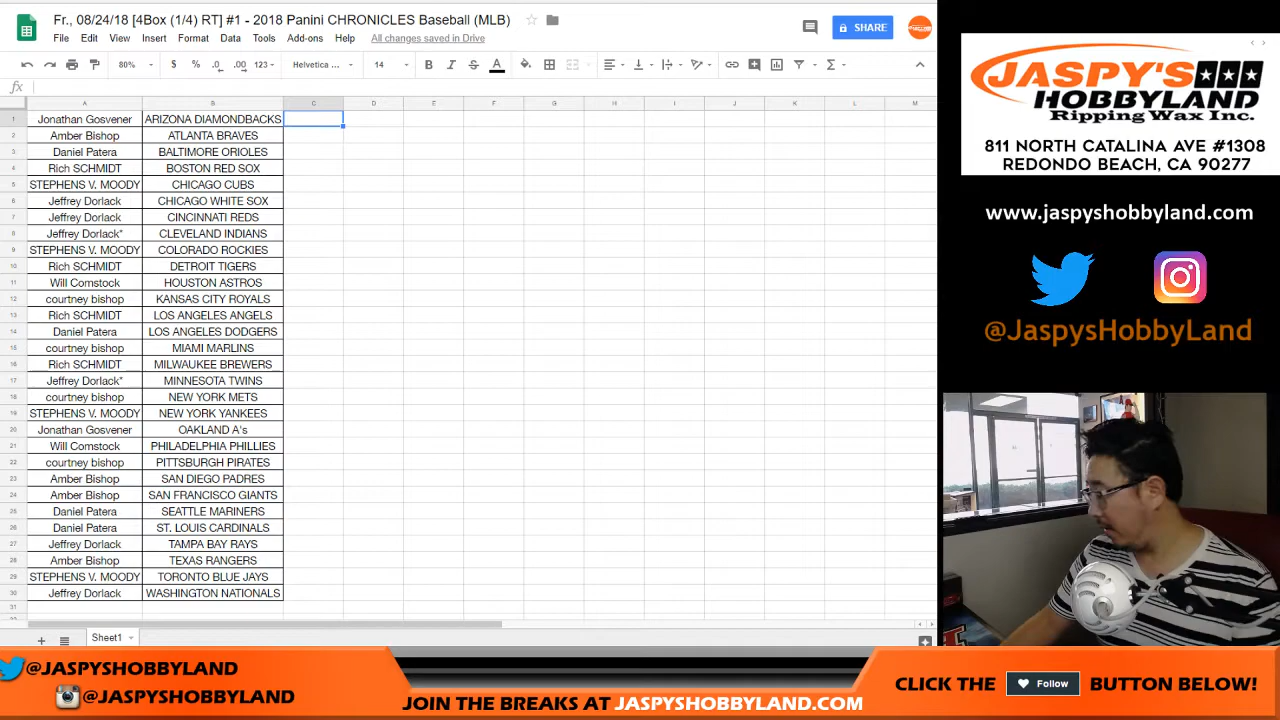 Fr., 08/24/18 [4Box (1/4) RT] #1 - 2018 Panini CHRONICLES Baseball (MLB)
File Edit View Insert Format Data Tools Add-ons Help All changes saved in Drive
SHARE
80% $ % .0 .00 123 Helvetica ... 14 B I S A Σ
fx
A B C D E F G H I J K L M
1 Jonathan Gosvener ARIZONA DIAMONDBACKS
2 Amber Bishop ATLANTA BRAVES
3 Daniel Patera BALTIMORE ORIOLES
4 Rich SCHMIDT BOSTON RED SOX
5 STEPHENS V. MOODY CHICAGO CUBS
6 Jeffrey Dorlack CHICAGO WHITE SOX
7 Jeffrey Dorlack CINCINNATI REDS
8 Jeffrey Dorlack* CLEVELAND INDIANS
9 STEPHENS V. MOODY COLORADO ROCKIES
10 Rich SCHMIDT DETROIT TIGERS
11 Will Comstock HOUSTON ASTROS
12 courtney bishop KANSAS CITY ROYALS
13 Rich SCHMIDT LOS ANGELES ANGELS
14 Daniel Patera LOS ANGELES DODGERS
15 courtney bishop MIAMI MARLINS
16 Rich SCHMIDT MILWAUKEE BREWERS
17 Jeffrey Dorlack* MINNESOTA TWINS
18 courtney bishop NEW YORK METS
19 STEPHENS V. MOODY NEW YORK YANKEES
20 Jonathan Gosvener OAKLAND A's
21 Will Comstock PHILADELPHIA PHILLIES
22 courtney bishop PITTSBURGH PIRATES
23 Amber Bishop SAN DIEGO PADRES
24 Amber Bishop SAN FRANCISCO GIANTS
25 Daniel Patera SEATTLE MARINERS
26 Daniel Patera ST. LOUIS CARDINALS
27 Jeffrey Dorlack TAMPA BAY RAYS
28 Amber Bishop TEXAS RANGERS
29 STEPHENS V. MOODY TORONTO BLUE JAYS
30 Jeffrey Dorlack WASHINGTON NATIONALS
31
Sheet1
JASPY'S
HOBBYLAND
Ripping Wax Inc.
811 NORTH CATALINA AVE #1308
REDONDO BEACH, CA 90277
www.jaspyshobbyland.com
@JaspysHobbyLand
@JASPYSHOBBYLAND
@JASPYSHOBBYLAND
JOIN THE BREAKS AT JASPYSHOBBYLAND.COM
CLICK THE Follow BUTTON BELOW!